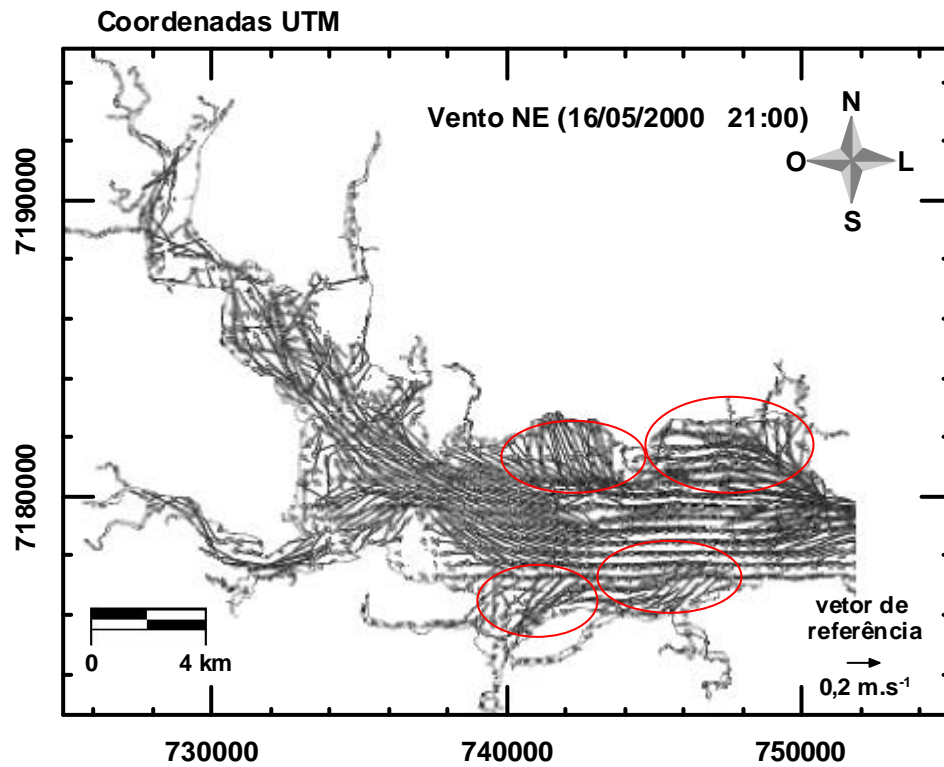 Coordenadas UTM
Vento NE (16/05/2000 21:00)
N
O
L
S
7190000
7180000
vetor de
referência
0,2 m.s-¹
0
4 km
730000
740000
750000